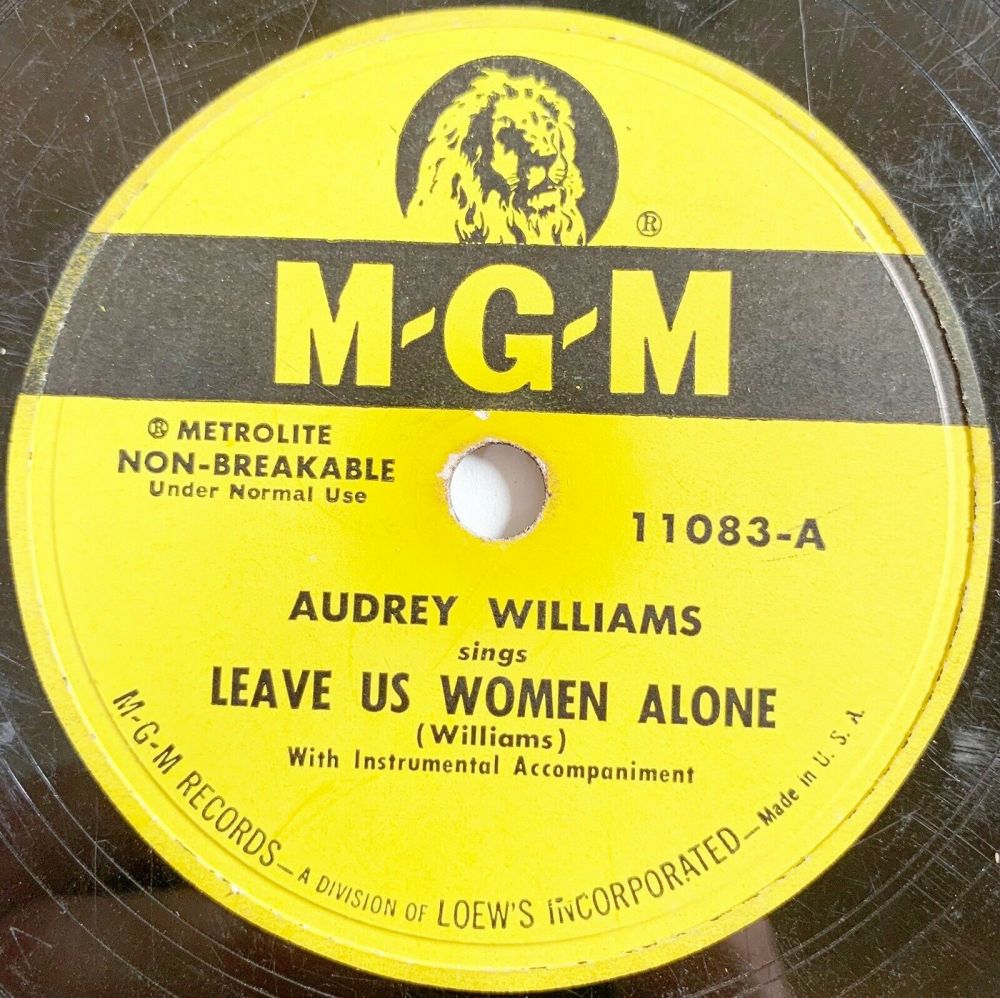 ®
M-G-M
® METROLITE
NON-BREAKABLE
Under Normal Use
11083-A
AUDREY WILLIAMS
sings
LEAVE US WOMEN ALONE
(Williams)
With Instrumental Accompaniment
M-G-M RECORDS—A DIVISION OF LOEW'S INCORPORATED—Made in U. S. A.